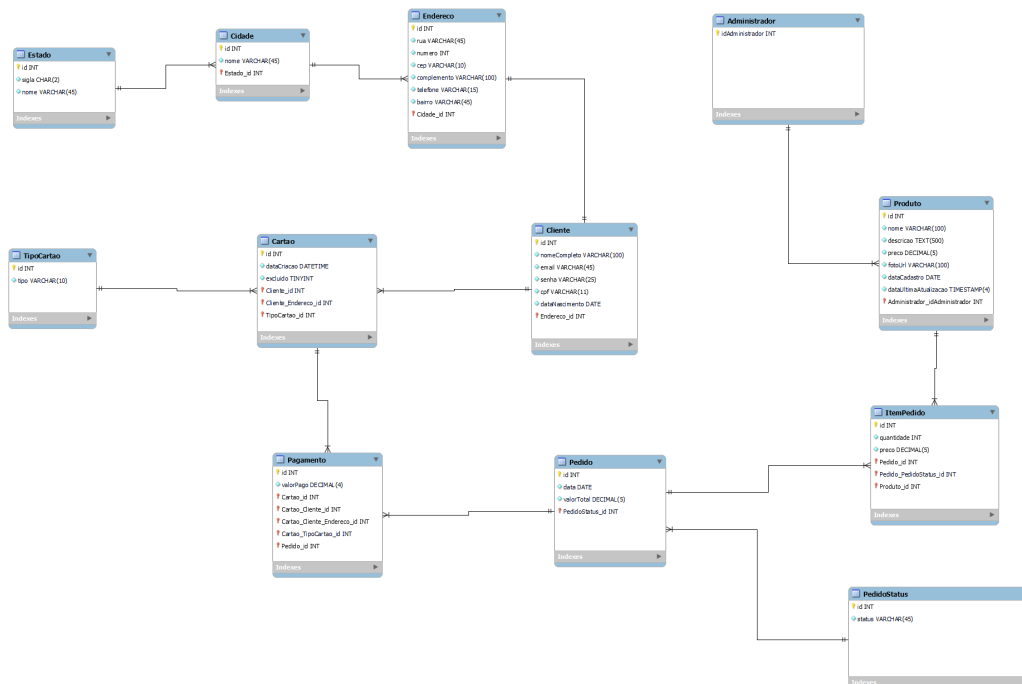 Estado
id INT
sigla CHAR(2)
nome VARCHAR(45)
Indexes
Cidade
id INT
nome VARCHAR(45)
Estado_id INT
Indexes
Endereco
id INT
rua VARCHAR(45)
numero INT
cep VARCHAR(10)
complemento VARCHAR(100)
telefone VARCHAR(15)
bairro VARCHAR(45)
Cidade_id INT
Indexes
Administrador
idAdministrador INT
Indexes
TipoCartao
id INT
tipo VARCHAR(10)
Indexes
Cartao
id INT
dataCriacao DATETIME
excluido TINYINT
Cliente_id INT
Cliente_Endereco_id INT
TipoCartao_id INT
Indexes
Cliente
id INT
nomeCompleto VARCHAR(100)
email VARCHAR(45)
senha VARCHAR(25)
cpf VARCHAR(11)
dataNascimento DATE
Endereco_id INT
Indexes
Produto
id INT
nome VARCHAR(100)
descricao TEXT(500)
preco DECIMAL(5)
fotoUrl VARCHAR(100)
dataCadastro DATE
dataUltimaAtualizacao TIMESTAMP(4)
Administrador_idAdministrador INT
Indexes
Pagamento
id INT
valorPago DECIMAL(4)
Cartao_id INT
Cartao_Cliente_id INT
Cartao_Cliente_Endereco_id INT
Cartao_TipoCartao_id INT
Pedido_id INT
Indexes
Pedido
id INT
data DATE
valorTotal DECIMAL(5)
PedidoStatus_id INT
Indexes
ItemPedido
id INT
quantidade INT
preco DECIMAL(5)
Pedido_id INT
Pedido_PedidoStatus_id INT
Produto_id INT
Indexes
PedidoStatus
id INT
status VARCHAR(45)
Indexes